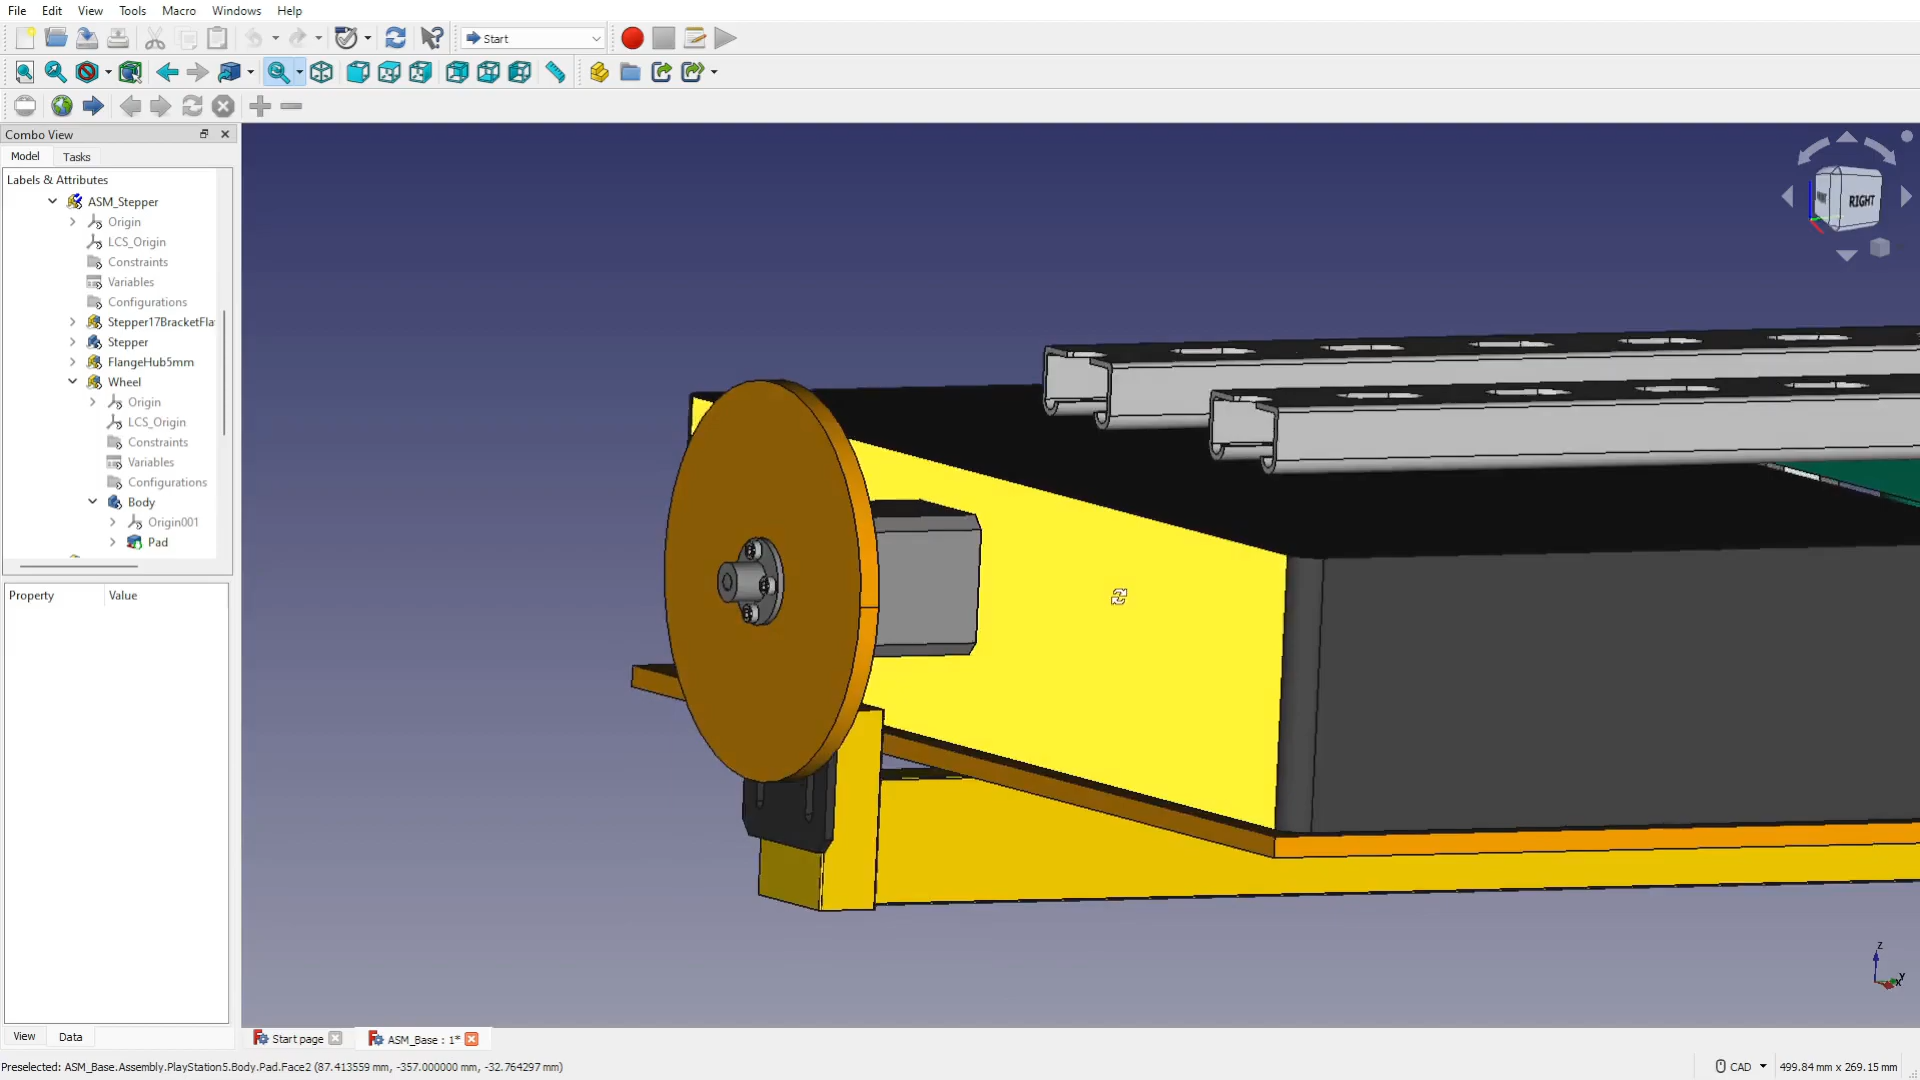 File Edit View Tools Macro Windows Help
Start
Combo View
Model Tasks
Labels & Attributes
ASM_Stepper
Origin
LCS_Origin
Constraints
Variables
Configurations
Stepper17BracketFla
Stepper
FlangeHub5mm
Wheel
Origin
LCS_Origin
Constraints
Variables
Configurations
Body
Origin001
Pad
Property Value
RIGHT
Z
Y
X
View Data
Start page
ASM_Base : 1*
Preselected: ASM_Base.Assembly.PlayStation5.Body.Pad.Face2 (87.413559 mm, -357.000000 mm, -32.764297 mm)
CAD
499.84 mm x 269.15 mm